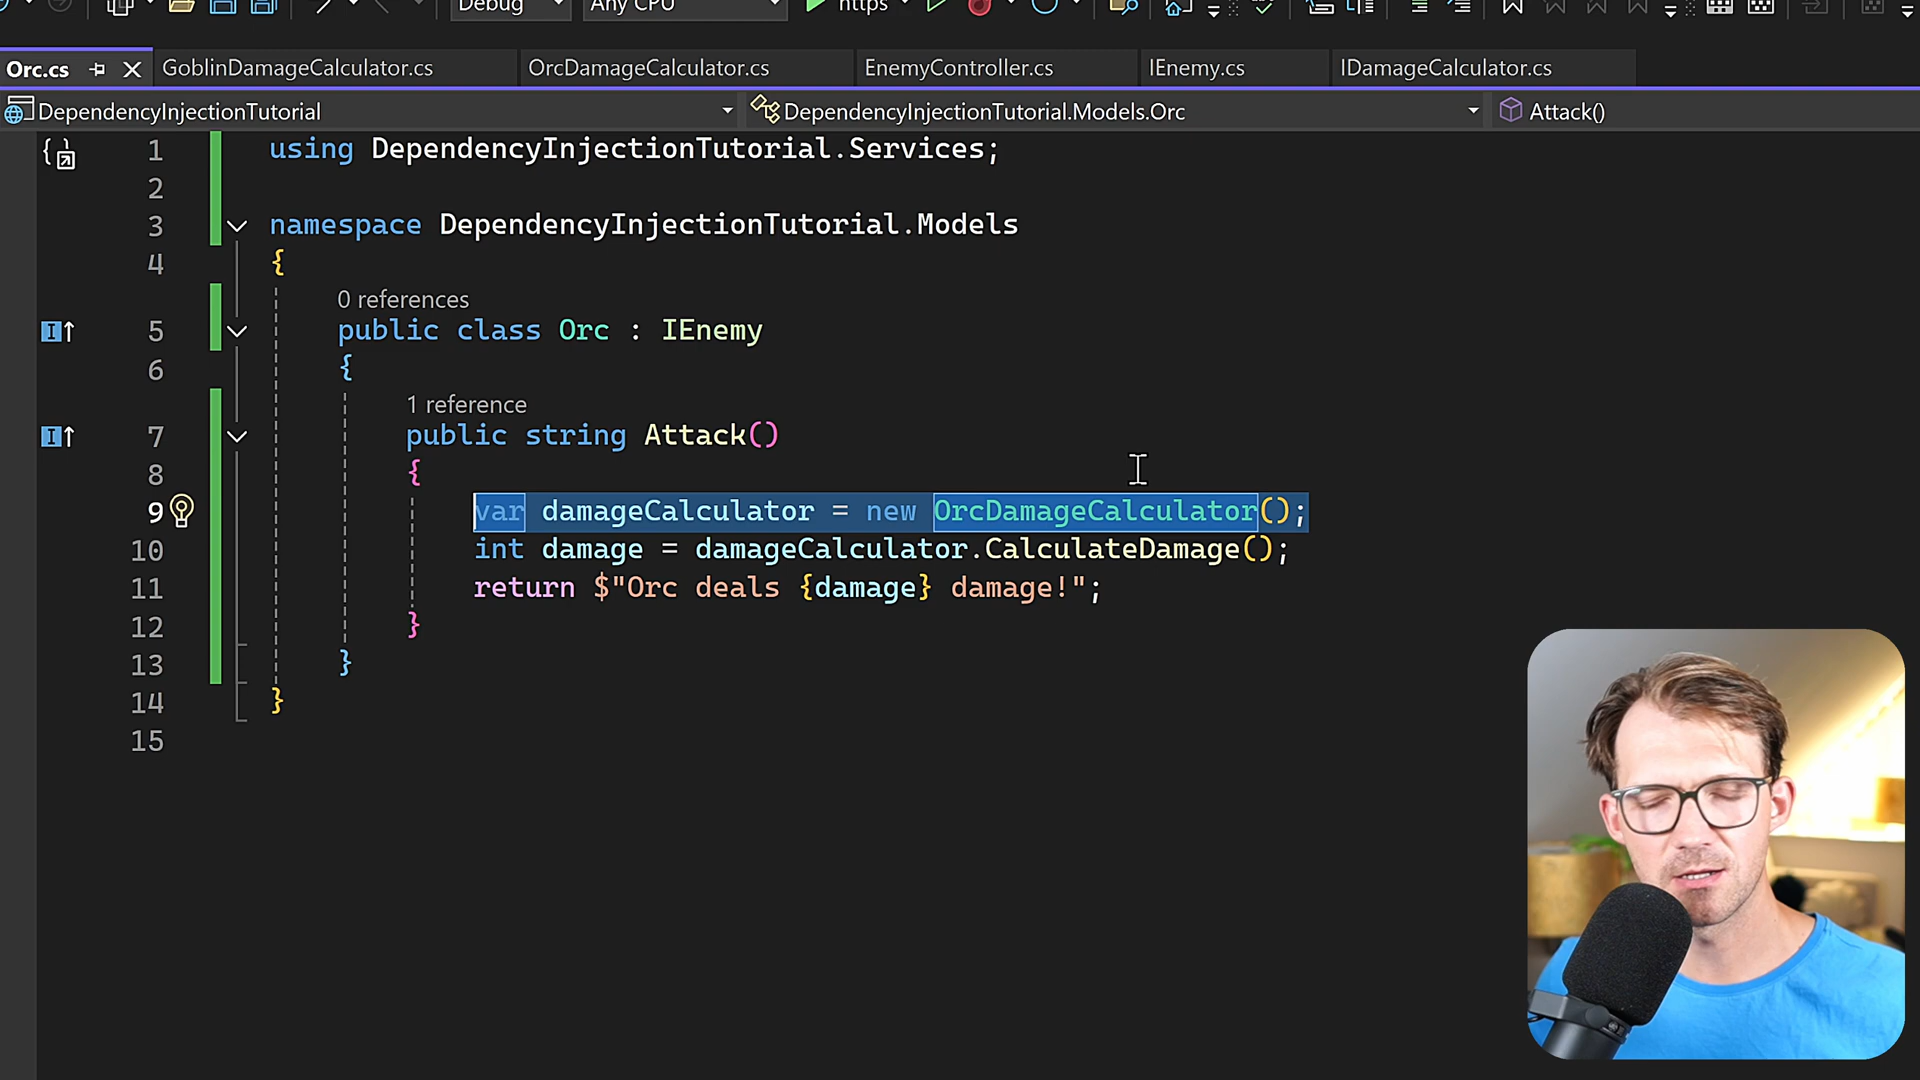 Debug
Any CPU
https
Orc.cs
GoblinDamageCalculator.cs
OrcDamageCalculator.cs
EnemyController.cs
IEnemy.cs
IDamageCalculator.cs
DependencyInjectionTutorial
DependencyInjectionTutorial.Models.Orc
Attack()
1 using DependencyInjectionTutorial.Services;
2
3 namespace DependencyInjectionTutorial.Models
4 {
0 references
5 public class Orc : IEnemy
6 {
1 reference
7 public string Attack()
8 {
9 var damageCalculator = new OrcDamageCalculator();
10 int damage = damageCalculator.CalculateDamage();
11 return $"Orc deals {damage} damage!";
12 }
13 }
14 }
15